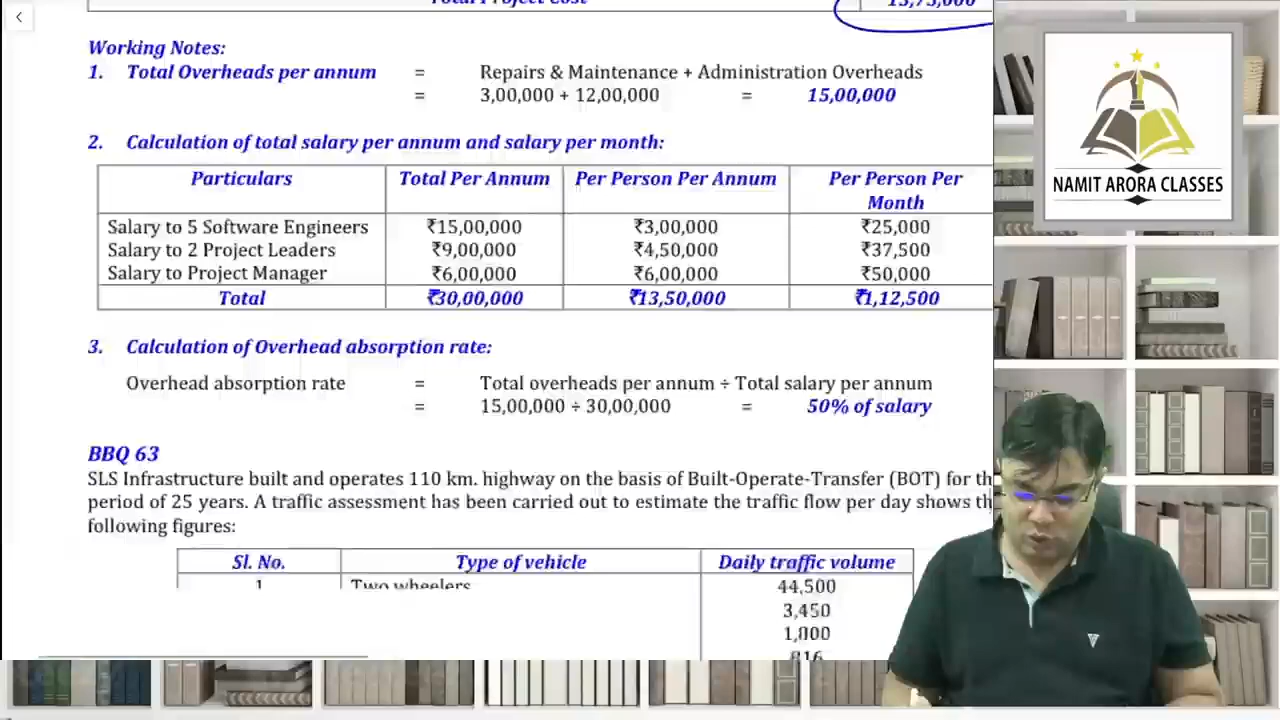 Total Project Cost
Working Notes:
1. Total Overheads per annum = Repairs & Maintenance + Administration Overheads
= 3,00,000 + 12,00,000 = 15,00,000
2. Calculation of total salary per annum and salary per month:
Particulars Total Per Annum Per Person Per Annum Per Person Per Month
Salary to 5 Software Engineers ₹15,00,000 ₹3,00,000 ₹25,000
Salary to 2 Project Leaders ₹9,00,000 ₹4,50,000 ₹37,500
Salary to Project Manager ₹6,00,000 ₹6,00,000 ₹50,000
Total ₹30,00,000 ₹13,50,000 ₹1,12,500
3. Calculation of Overhead absorption rate:
Overhead absorption rate = Total overheads per annum ÷ Total salary per annum
= 15,00,000 ÷ 30,00,000 = 50% of salary
BBQ 63
SLS Infrastructure built and operates 110 km. highway on the basis of Built-Operate-Transfer (BOT) for th
period of 25 years. A traffic assessment has been carried out to estimate the traffic flow per day shows th
following figures:
Sl. No. Type of vehicle Daily traffic volume
1 Two wheelers 44,500
3,450
816
NAMIT ARORA CLASSES